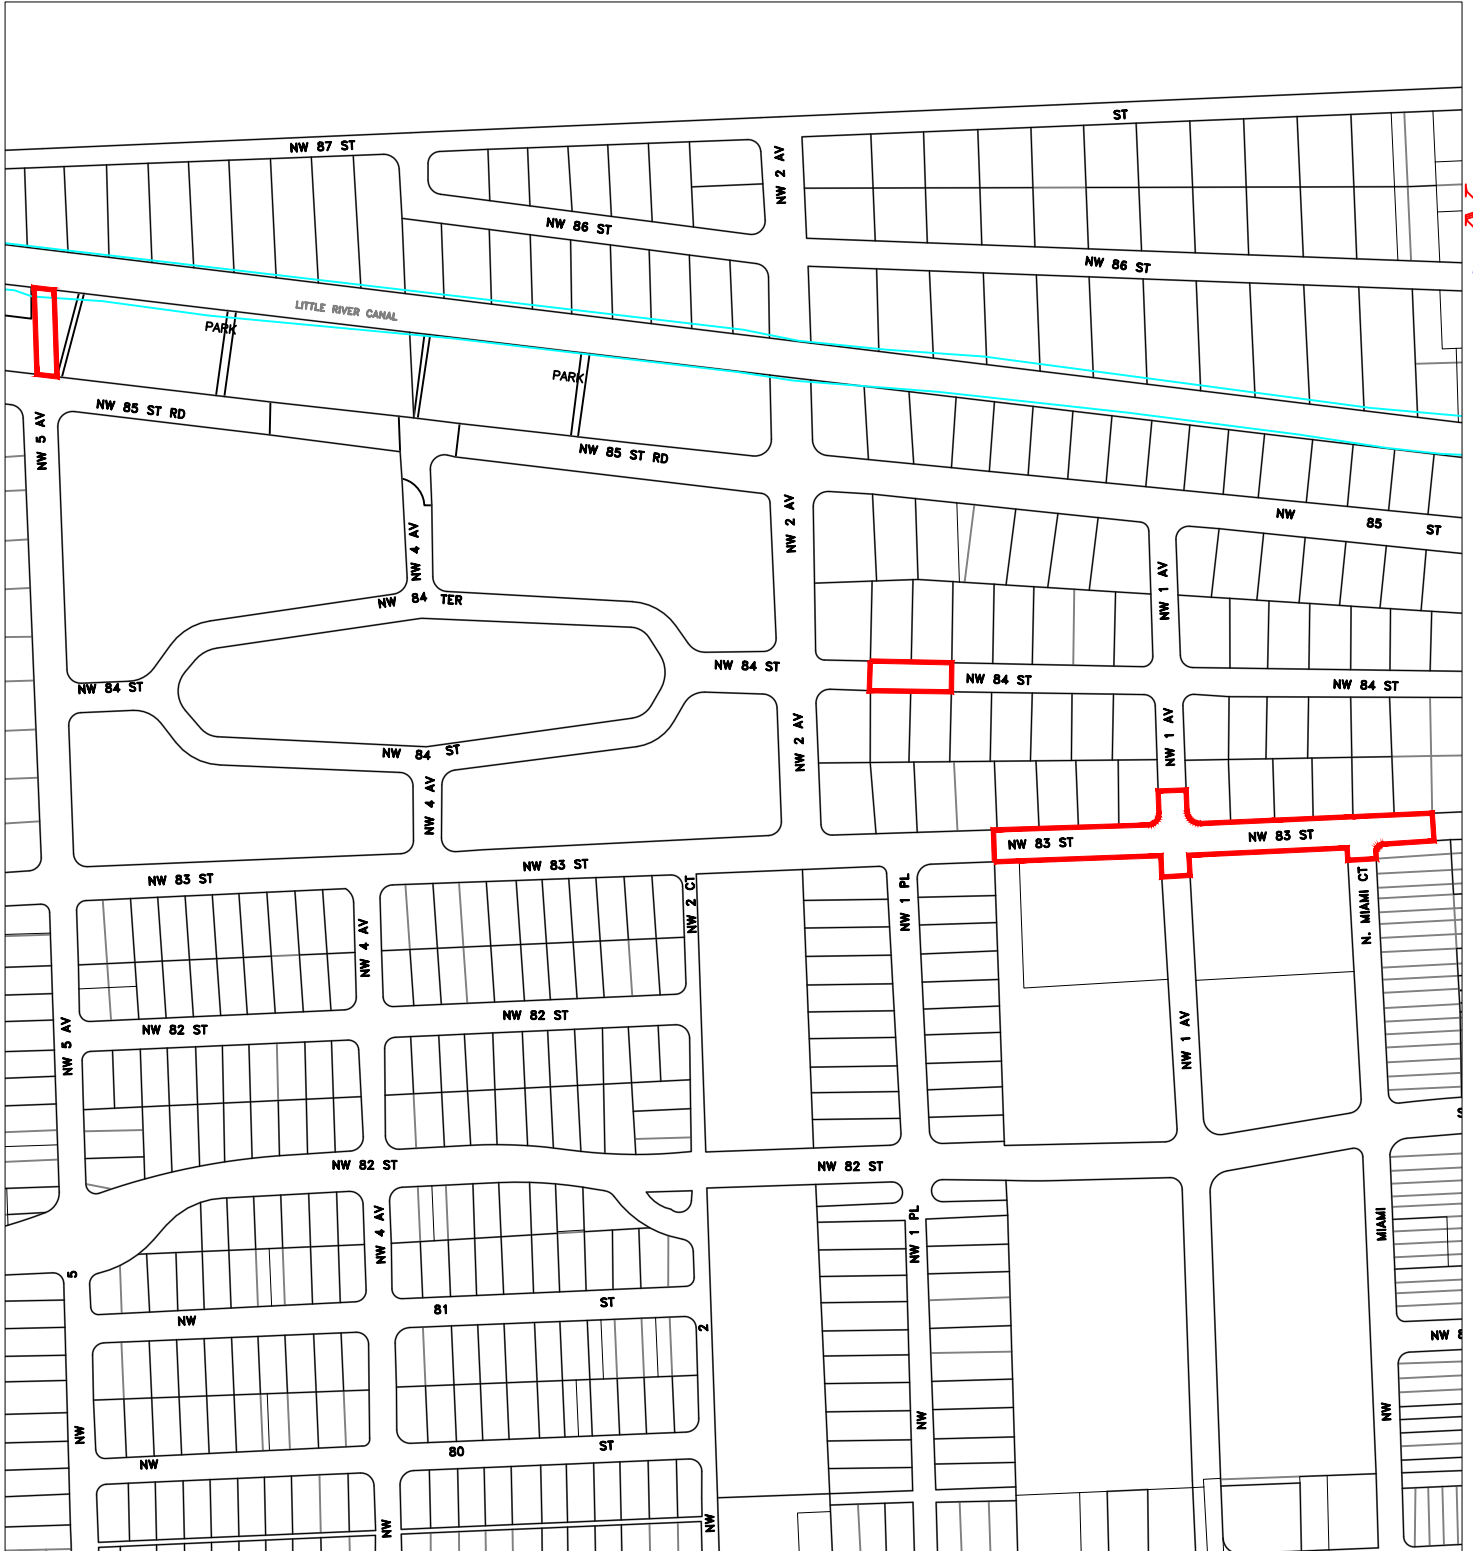 ST
NW 87 ST
NW 2 AV
NW 86 ST
NW 86 ST
LITTLE RIVER CANAL
PARK
PARK
NW 85 ST RD
NW 5 AV
NW 85 ST RD
NW 2 AV
NW 85 ST
NW 4 AV
NW 1 AV
NW 84 TER
NW 84 ST
NW 84 ST
NW 84 ST
NW 84 ST
NW 2 AV
NW 1 AV
NW 84 ST
NW 4 AV
NW 83 ST
NW 83 ST
NW 83 ST
NW 83 ST
NW 2 CT
NW 1 PL
N. MIAMI CT
NW 4 AV
NW 82 ST
NW 82 ST
NW 5 AV
NW 1 AV
NW 82 ST
NW 82 ST
NW 4 AV
NW 1 PL
MIAMI
5
81 ST
NW
2
NW 8
NW
NW
NW
80 ST
NW
NW
NW